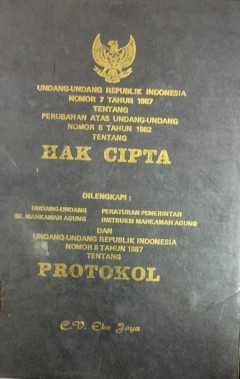 UNDANG-UNDANG REPUBLIK INDONESIA
NOMOR 7 TAHUN 1987
TENTANG
PERUBAHAN ATAS UNDANG-UNDANG
NOMOR 6 TAHUN 1982
TENTANG
HAK CIPTA
DILENGKAPI :
UNDANG-UNDANG PERATURAN PEMERINTAH
SE. MAHKAMAH AGUNG INSTRUKSI MAHKAMAH AGUNG
DAN
UNDANG-UNDANG REPUBLIK INDONESIA
NOMOR 8 TAHUN 1987
TENTANG
PROTOKOL
C.V. Eko Jaya